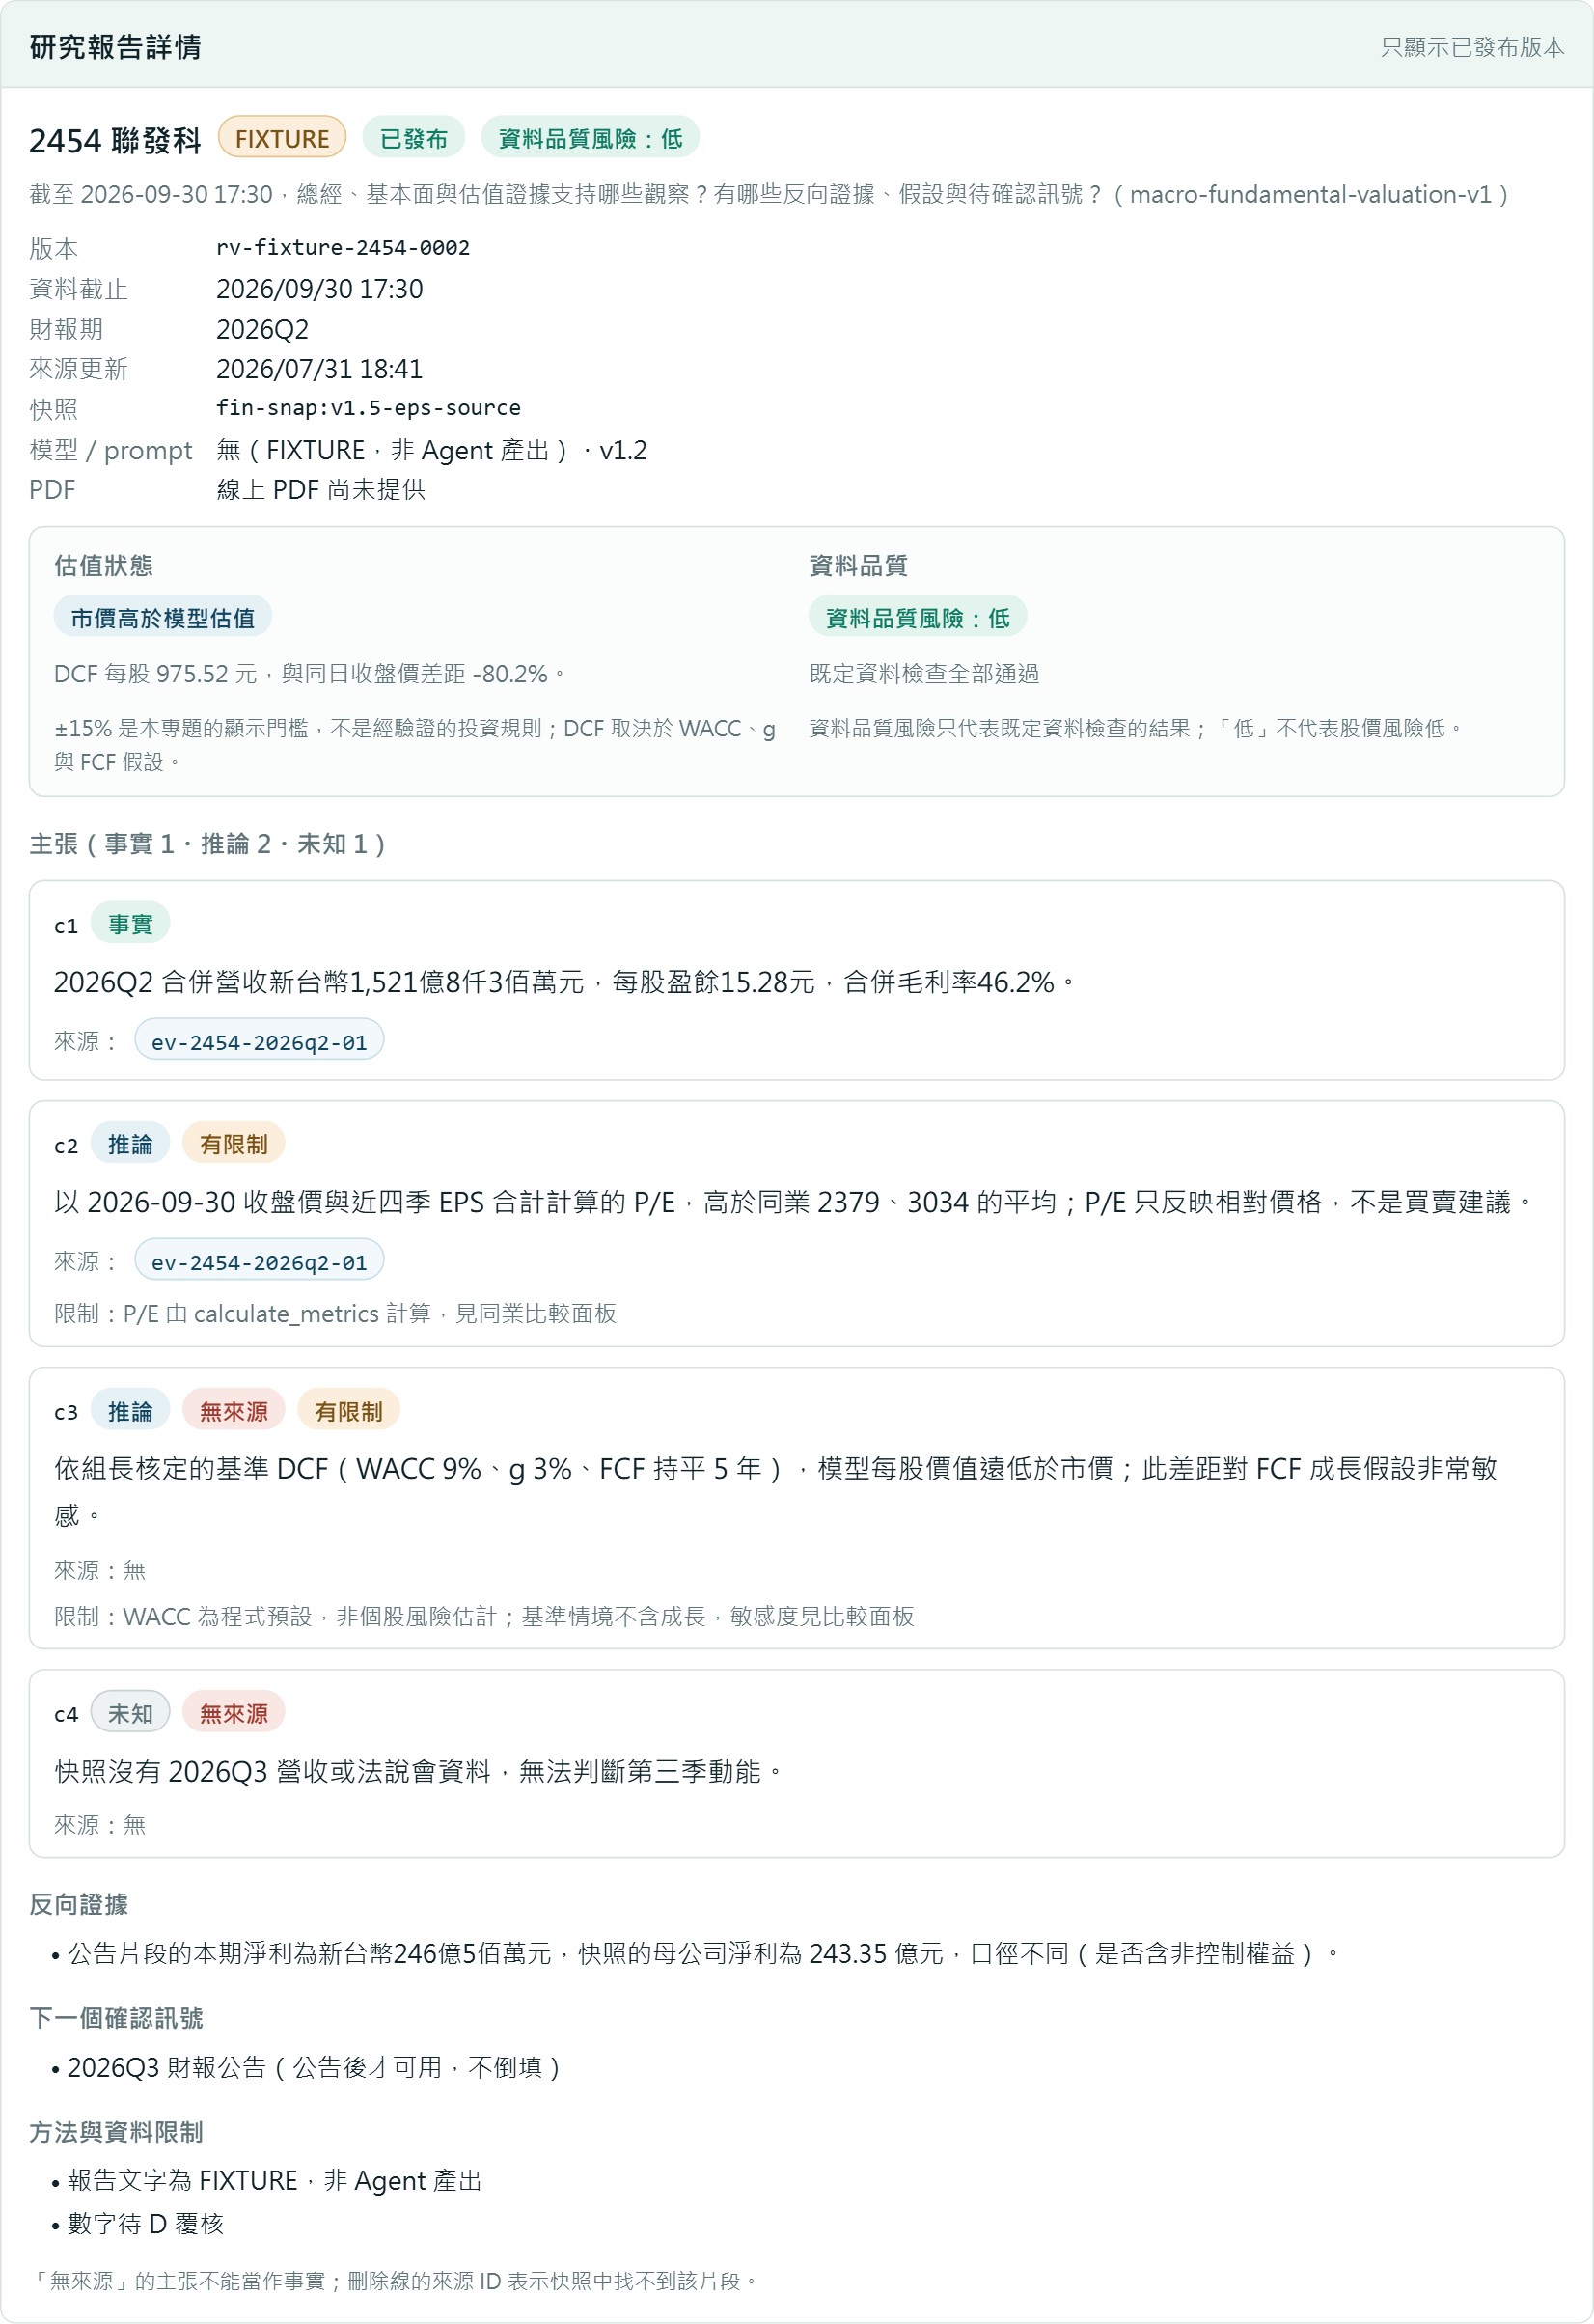 研究報告詳情
只顯示已發布版本
2454 聯發科 FIXTURE 已發布 資料品質風險：低
截至 2026-09-30 17:30，總經、基本面與估值證據支持哪些觀察？有哪些反向證據、假設與待確認訊號？（macro-fundamental-valuation-v1）
版本 rv-fixture-2454-0002
資料截止 2026/09/30 17:30
財報期 2026Q2
來源更新 2026/07/31 18:41
快照 fin-snap:v1.5-eps-source
模型 / prompt 無（FIXTURE，非 Agent 產出）· v1.2
PDF 線上 PDF 尚未提供
估值狀態
市價高於模型估值
DCF 每股 975.52 元，與同日收盤價差距 -80.2%。
±15% 是本專題的顯示門檻，不是經驗證的投資規則；DCF 取決於 WACC、g
與 FCF 假設。
資料品質
資料品質風險：低
既定資料檢查全部通過
資料品質風險只代表既定資料檢查的結果；「低」不代表股價風險低。
主張（事實 1・推論 2・未知 1）
c1 事實
2026Q2 合併營收新台幣1,521億8仟3佰萬元，每股盈餘15.28元，合併毛利率46.2%。
來源： ev-2454-2026q2-01
c2 推論 有限制
以 2026-09-30 收盤價與近四季 EPS 合計計算的 P/E，高於同業 2379、3034 的平均；P/E 只反映相對價格，不是買賣建議。
來源： ev-2454-2026q2-01
限制：P/E 由 calculate_metrics 計算，見同業比較面板
c3 推論 無來源 有限制
依組長核定的基準 DCF（WACC 9%、g 3%、FCF 持平 5 年），模型每股價值遠低於市價；此差距對 FCF 成長假設非常敏
感。
來源：無
限制：WACC 為程式預設，非個股風險估計；基準情境不含成長，敏感度見比較面板
c4 未知 無來源
快照沒有 2026Q3 營收或法說會資料，無法判斷第三季動能。
來源：無
反向證據
• 公告片段的本期淨利為新台幣246億5佰萬元，快照的母公司淨利為 243.35 億元，口徑不同（是否含非控制權益）。
下一個確認訊號
• 2026Q3 財報公告（公告後才可用，不倒填）
方法與資料限制
• 報告文字為 FIXTURE，非 Agent 產出
• 數字待 D 覆核
「無來源」的主張不能當作事實；刪除線的來源 ID 表示快照中找不到該片段。